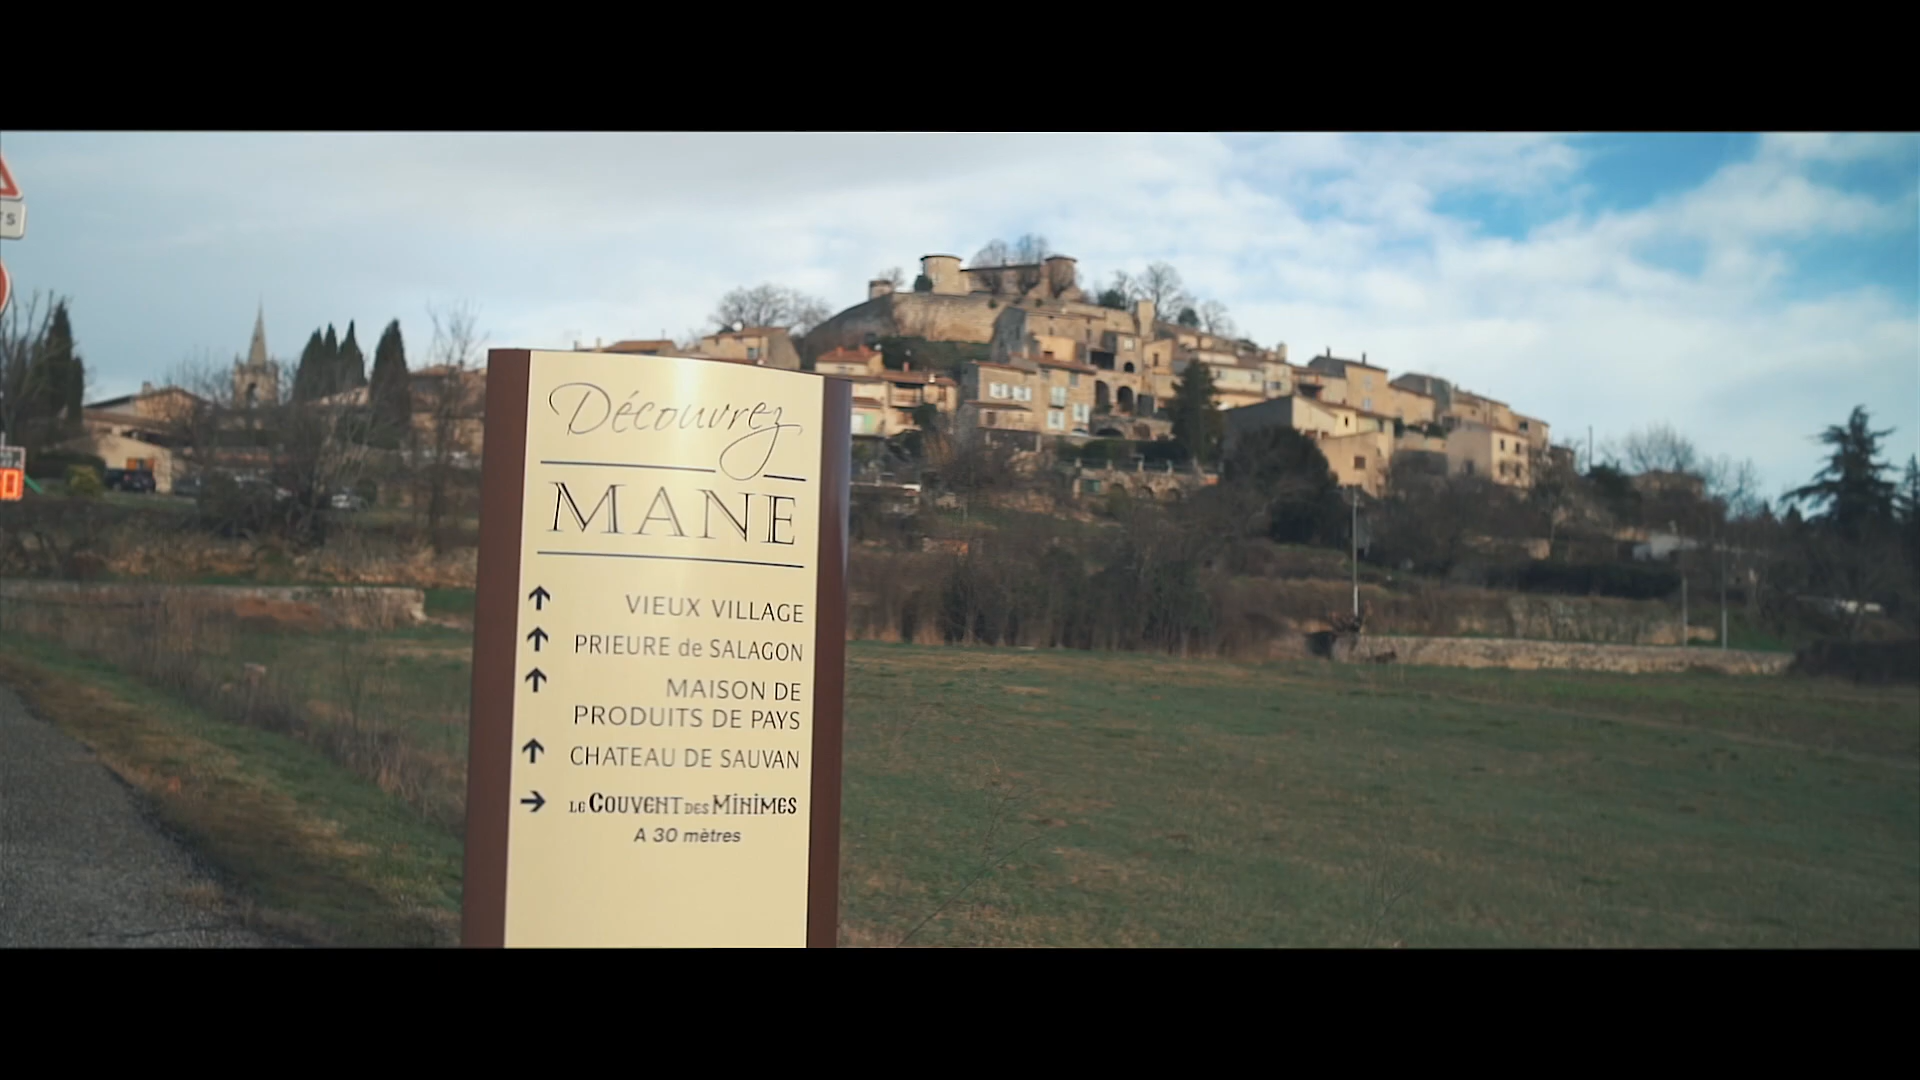 Découvrez
MANE
VIEUX VILLAGE
PRIEURE de SALAGON
MAISON DE
PRODUITS DE PAYS
CHATEAU DE SAUVAN
LE COUVENT DES MINIMES
A 30 mètres